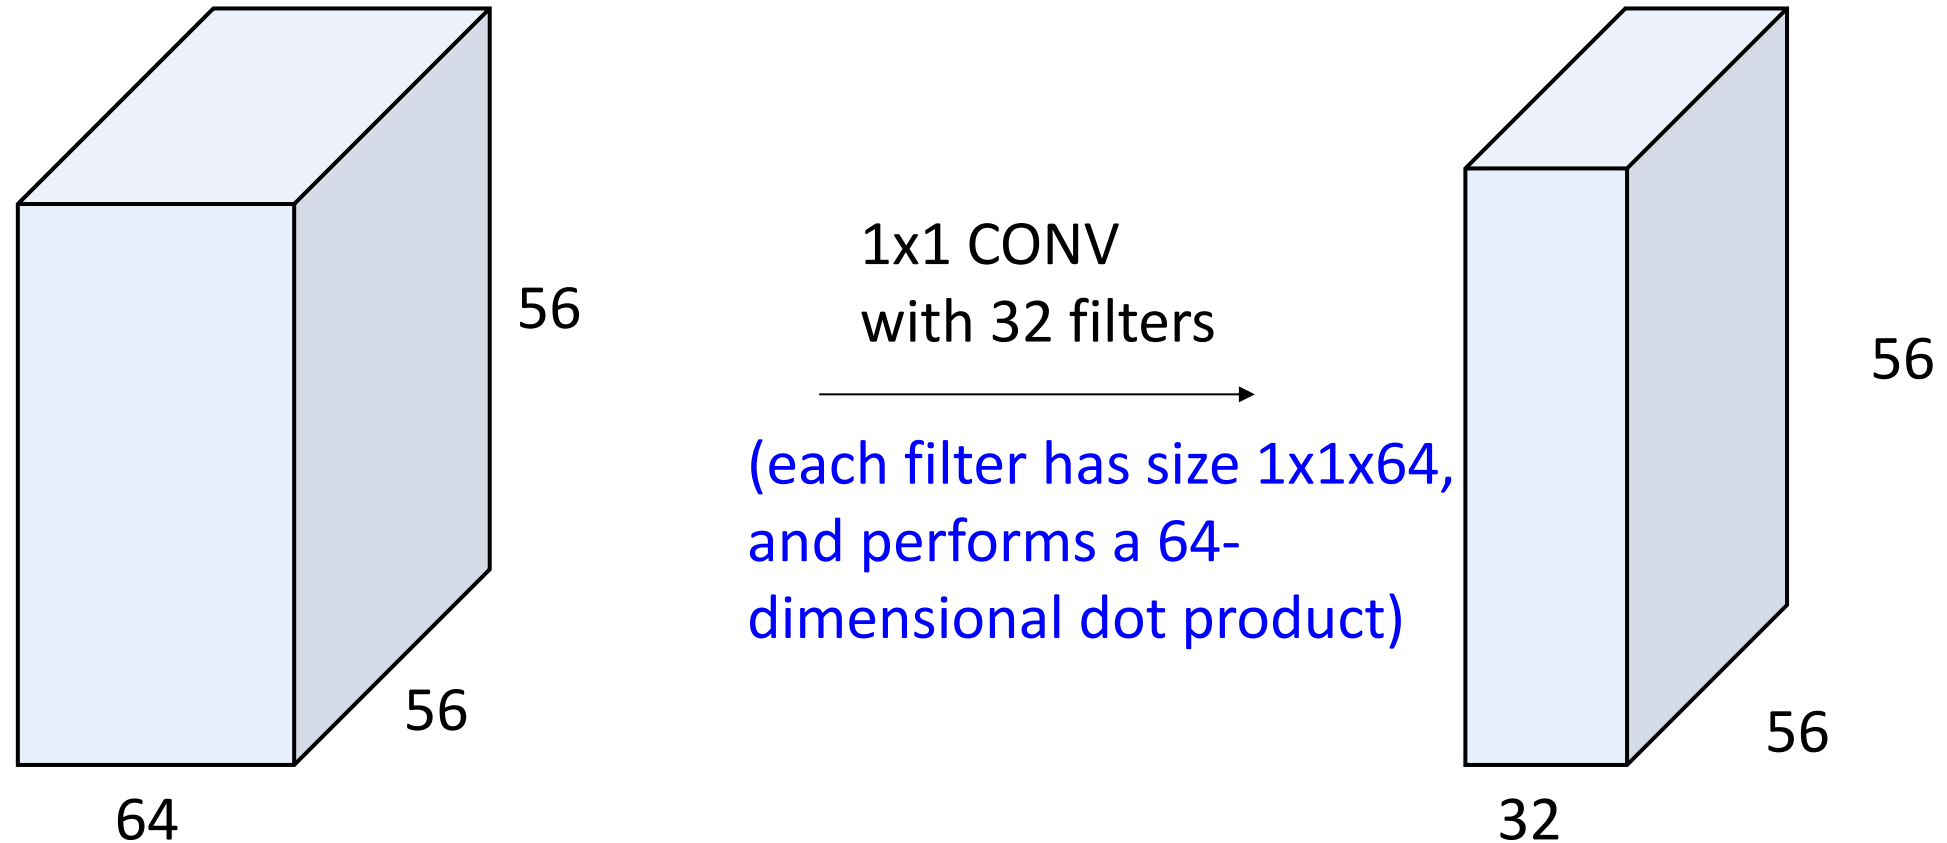 56
56
64
1x1 CONV
with 32 filters
(each filter has size 1x1x64,
and performs a 64-
dimensional dot product)
56
56
32